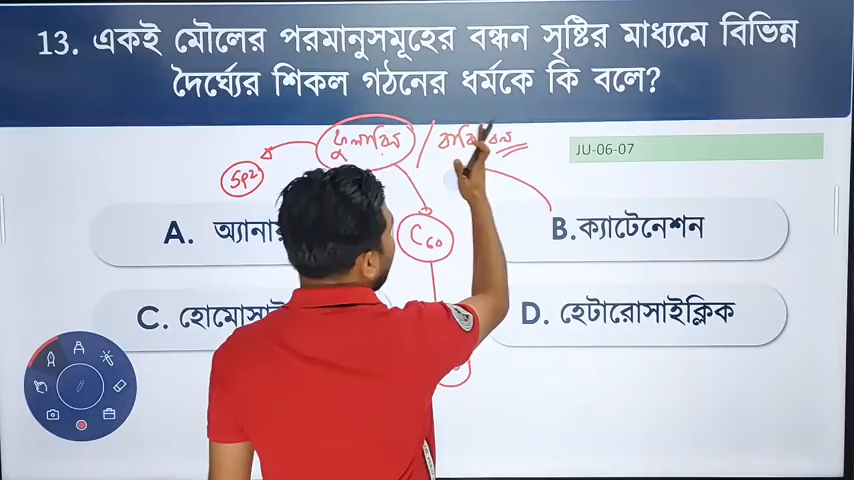 13. একই মৌলের পরমানুসমূহের বন্ধন সৃষ্টির মাধ্যমে বিভিন্ন
দৈর্ঘ্যের শিকল গঠনের ধর্মকে কি বলে?
ফুলারিন /
JU-06-07
Sp²
A.
B.ক্যাটেনেশন
C60
C.
D. হেটারোসাইক্লিক